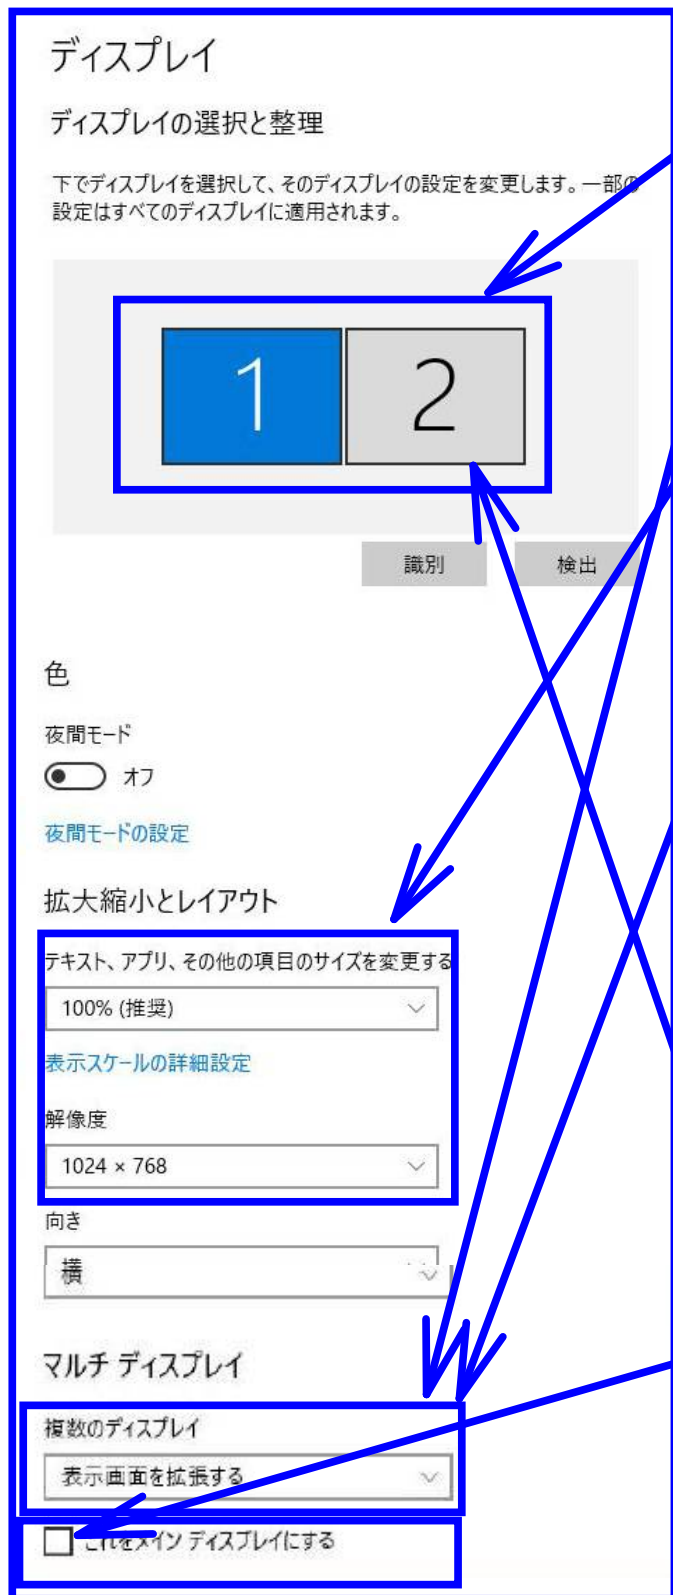 ディスプレイ
ディスプレイの選択と整理
下でディスプレイを選択して、そのディスプレイの設定を変更します。一部の
設定はすべてのディスプレイに適用されます。
1 2
識別 検出
色
夜間モード
オフ
夜間モードの設定
拡大縮小とレイアウト
テキスト、アプリ、その他の項目のサイズを変更する
100% (推奨)
表示スケールの詳細設定
解像度
1024 × 768
向き
横
マルチ ディスプレイ
複数のディスプレイ
表示画面を拡張する
これをメイン ディスプレイにする